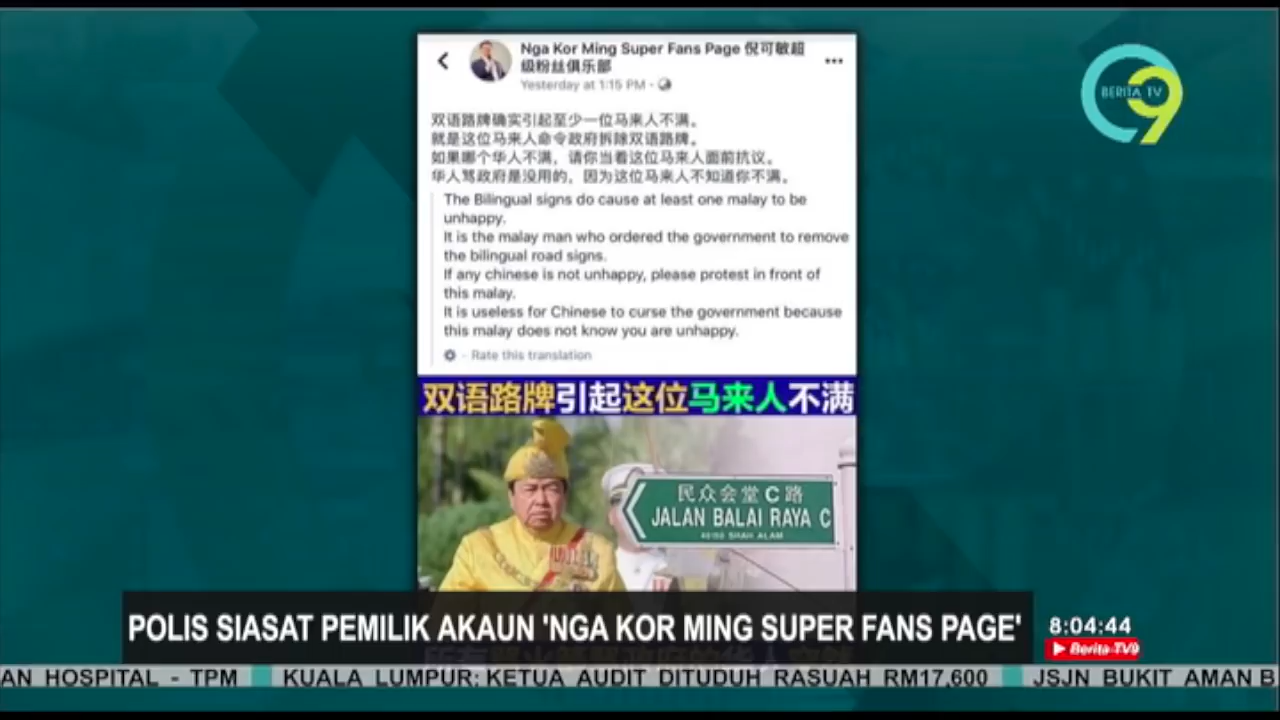 Nga Kor Ming Super Fans Page 倪可敏超
级粉丝俱乐部
Yesterday at 1:15 PM ·
BERITA TV
9
双语路牌确实引起至少一位马来人不满。
就是这位马来人命令政府拆除双语路牌。
如果哪个华人不满，请你当着这位马来人面前抗议。
华人骂政府是没用的，因为这位马来人不知道你不满。
The Bilingual signs do cause at least one malay to be
unhappy.
It is the malay man who ordered the government to remove
the bilingual road signs.
If any chinese is not unhappy, please protest in front of
this malay.
It is useless for Chinese to curse the government because
this malay does not know you are unhappy.
· Rate this translation
双语路牌引起这位马来人不满
民众会堂 C 路
JALAN BALAI RAYA C
40150 SHAH ALAM
POLIS SIASAT PEMILIK AKAUN 'NGA KOR MING SUPER FANS PAGE'
8:04:44
Berita TV9
AN HOSPITAL - TPM KUALA LUMPUR: KETUA AUDIT DITUDUH RASUAH RM17,600 JSJN BUKIT AMAN B